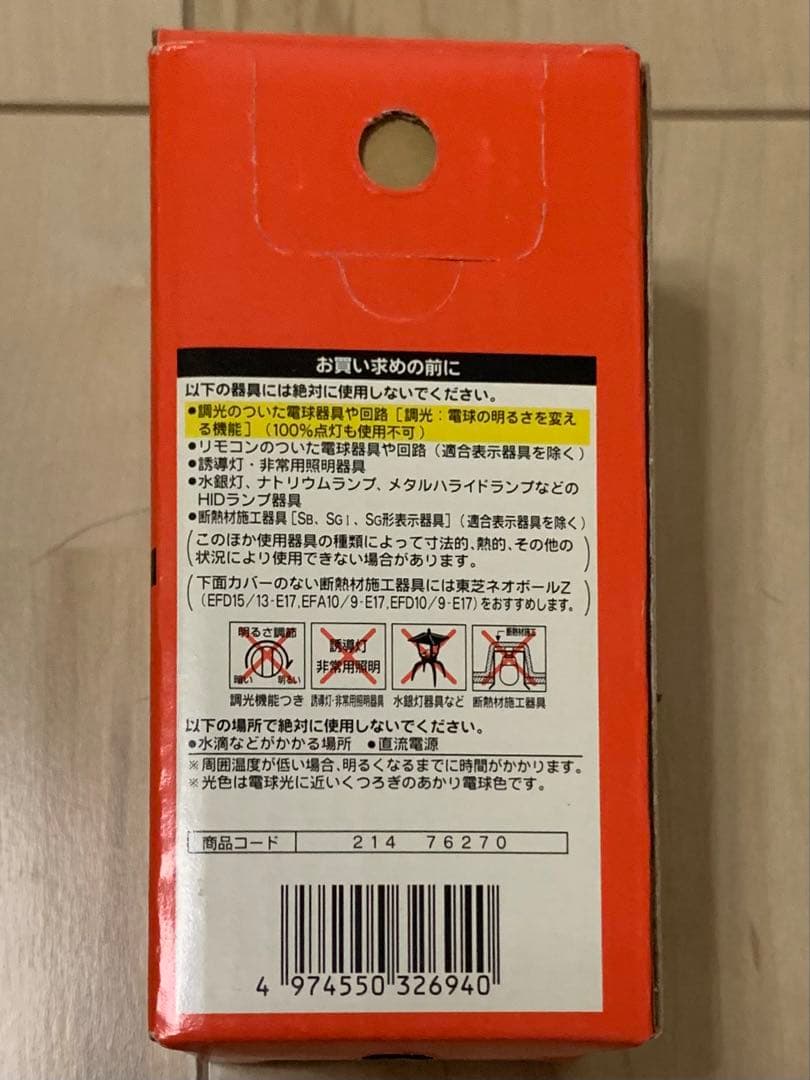 お買い求めの前に
以下の器具には絶対に使用しないでください。
●調光のついた電球器具や回路［調光：電球の明るさを変え
る機能］（100％点灯も使用不可）
●リモコンのついた電球器具や回路（適合表示器具を除く）
●誘導灯・非常用照明器具
●水銀灯、ナトリウムランプ、メタルハライドランプなどの
HIDランプ器具
●断熱材施工器具［SB、SGI、SG形表示器具］（適合表示器具を除く）
（このほか使用器具の種類によって寸法的、熱的、その他の
状況により使用できない場合があります。）
（下面カバーのない断熱材施工器具には東芝ネオボールZ
（EFD15/13-E17,EFA10/9-E17,EFD10/9-E17）をおすすめします。）
明るさ調節
暗い 明るい
誘導灯
非常用照明
断熱材施工
調光機能つき 誘導灯・非常用照明器具 水銀灯器具など 断熱材施工器具
以下の場所で絶対に使用しないでください。
●水滴などがかかる場所 ●直流電源
※周囲温度が低い場合、明るくなるまでに時間がかかります。
※光色は電球光に近いくつろぎのあかり電球色です。
商品コード 214 76270
4 974550 326940